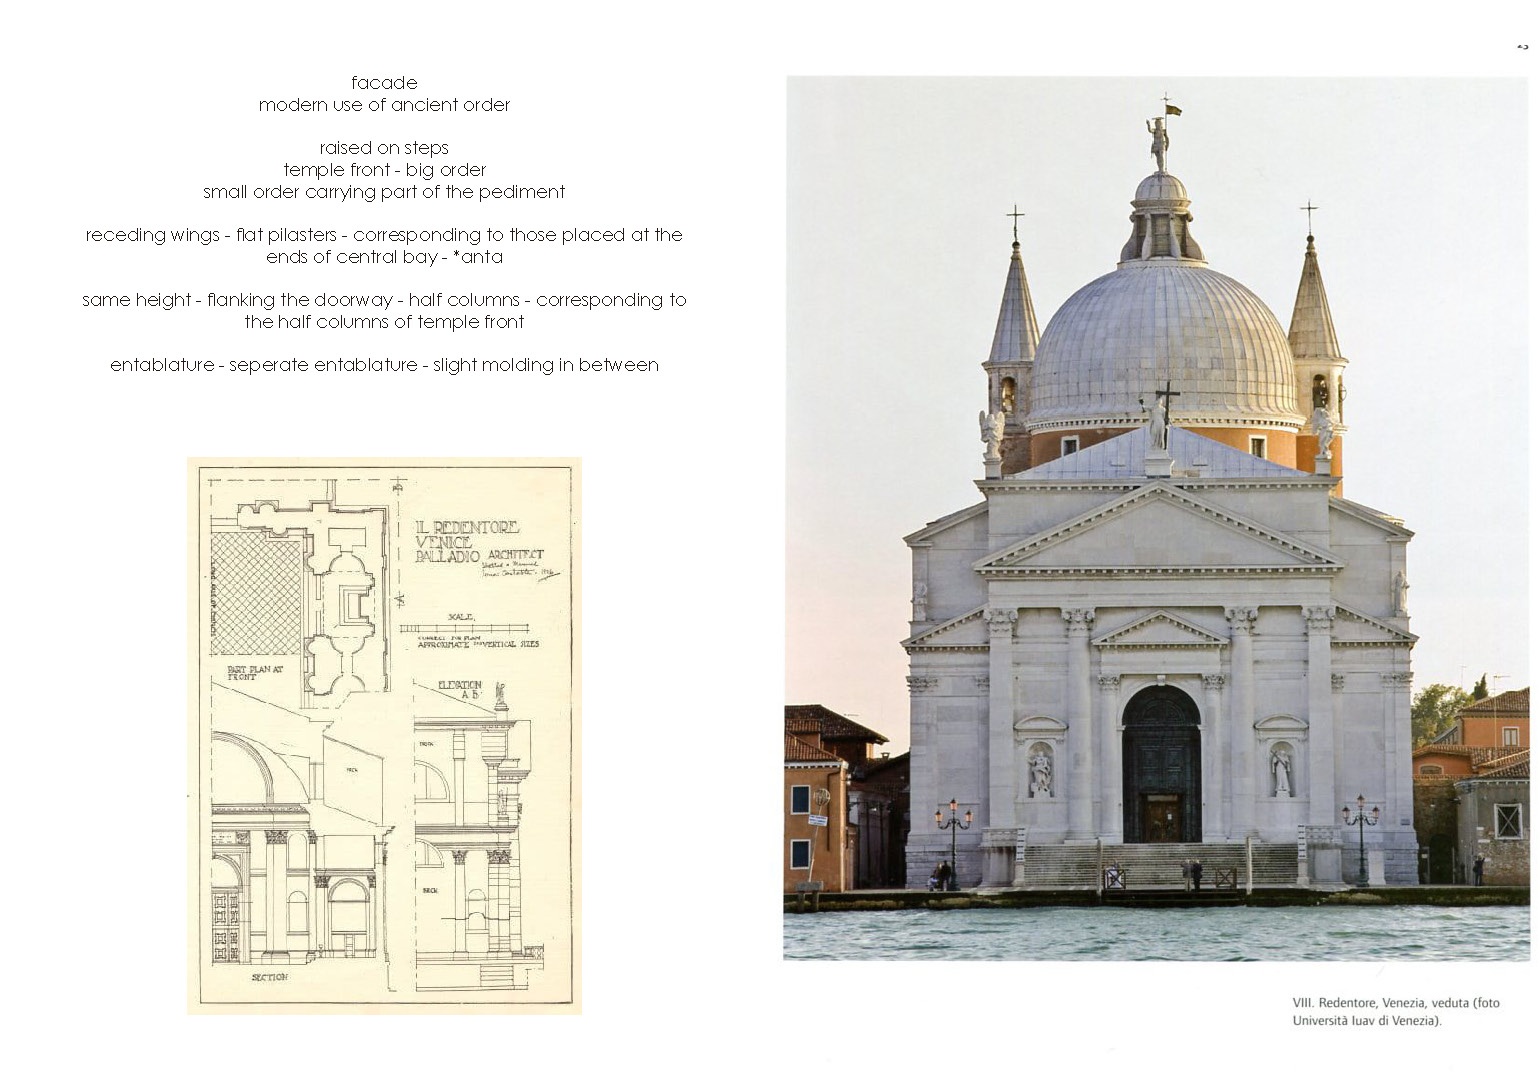 facade
modern use of ancient order
raised on steps
temple front - big order
small order carrying part of the pediment
receding wings - flat pilasters - corresponding to those placed at the
ends of central bay - *anta
same height - flanking the doorway - half columns - corresponding to
the half columns of temple front
entablature - seperate entablature - slight molding in between
IL REDENTORE
VENICE
PALLADIO ARCHITECT
SCALE
CORRECT FOR PLAN
APPROXIMATE FOR VERTICAL SIZES
PART PLAN AT
FRONT
ELEVATION
A B
BRICK
SECTION
VIII. Redentore, Venezia, veduta (foto
Università Iuav di Venezia).